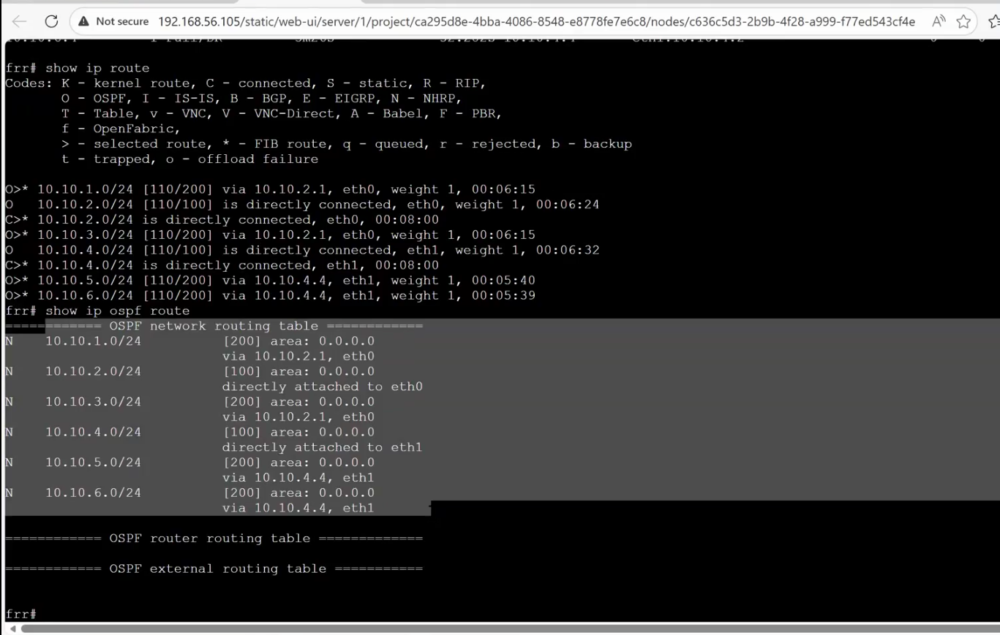 Not secure 192.168.56.105/static/web-ui/server/1/project/ca295d8e-4bba-4086-8548-e8778fe7e6c8/nodes/c636c5d3-2b9b-4f28-a999-f77ed543cf4e
frr# show ip route
Codes: K - kernel route, C - connected, S - static, R - RIP,
O - OSPF, I - IS-IS, B - BGP, E - EIGRP, N - NHRP,
T - Table, v - VNC, V - VNC-Direct, A - Babel, F - PBR,
f - OpenFabric,
> - selected route, * - FIB route, q - queued, r - rejected, b - backup
t - trapped, o - offload failure
O>* 10.10.1.0/24 [110/200] via 10.10.2.1, eth0, weight 1, 00:06:15
O   10.10.2.0/24 [110/100] is directly connected, eth0, weight 1, 00:06:24
C>* 10.10.2.0/24 is directly connected, eth0, 00:08:00
O>* 10.10.3.0/24 [110/200] via 10.10.2.1, eth0, weight 1, 00:06:15
O   10.10.4.0/24 [110/100] is directly connected, eth1, weight 1, 00:06:32
C>* 10.10.4.0/24 is directly connected, eth1, 00:08:00
O>* 10.10.5.0/24 [110/200] via 10.10.4.4, eth1, weight 1, 00:05:40
O>* 10.10.6.0/24 [110/200] via 10.10.4.4, eth1, weight 1, 00:05:39
frr# show ip ospf route
============ OSPF network routing table ============
N    10.10.1.0/24          [200] area: 0.0.0.0
via 10.10.2.1, eth0
N    10.10.2.0/24          [100] area: 0.0.0.0
directly attached to eth0
N    10.10.3.0/24          [200] area: 0.0.0.0
via 10.10.2.1, eth0
N    10.10.4.0/24          [100] area: 0.0.0.0
directly attached to eth1
N    10.10.5.0/24          [200] area: 0.0.0.0
via 10.10.4.4, eth1
N    10.10.6.0/24          [200] area: 0.0.0.0
via 10.10.4.4, eth1
============ OSPF router routing table =============
============ OSPF external routing table ===========
frr#